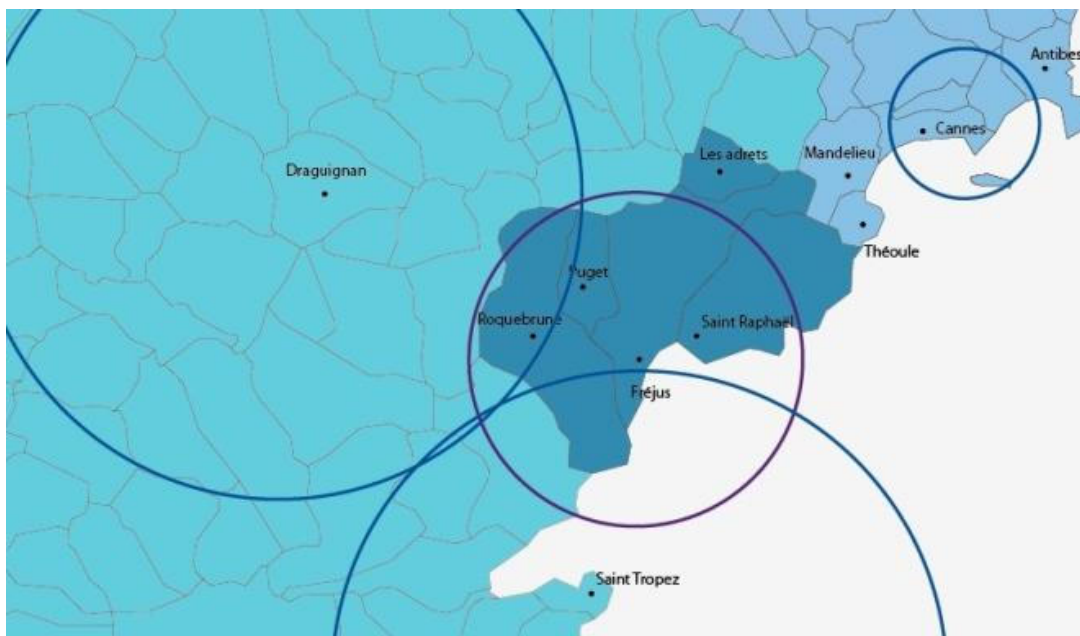 Antibes
Cannes
Les adrets
Mandelieu
Draguignan
Théoule
Puget
Roquebrune
Saint Raphaël
Fréjus
Saint Tropez